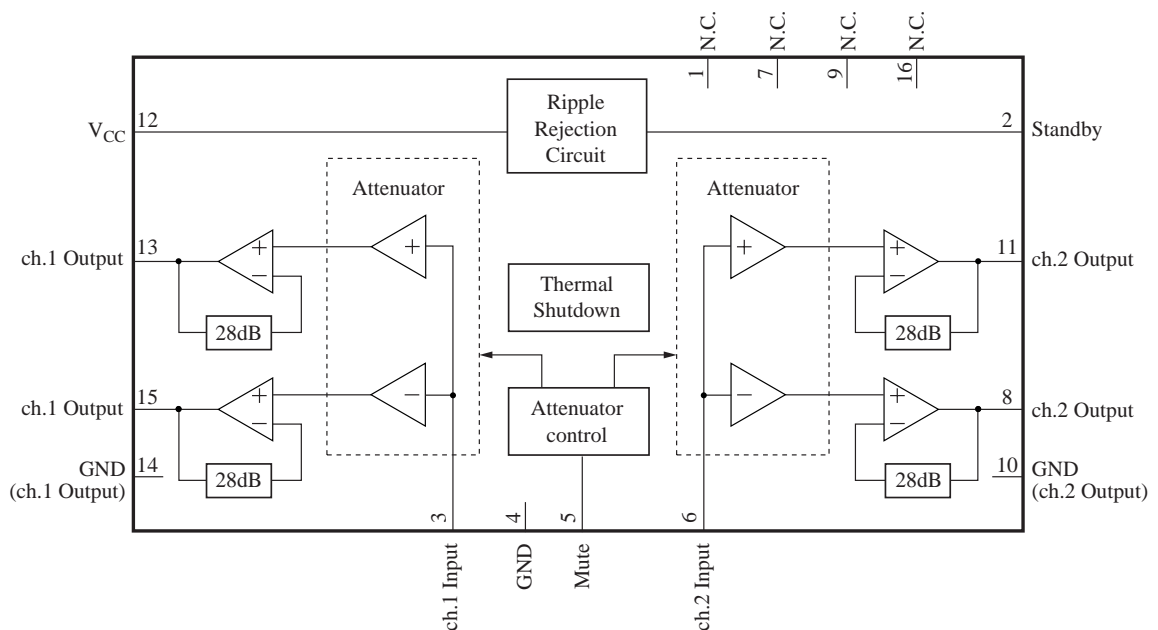 N.C.
N.C.
N.C.
N.C.
1
7
9
16
Ripple
Rejection
Circuit
VCC
12
2
Standby
Attenuator
Attenuator
+
+
+
+
13
ch.1 Output
−
−
11
ch.2 Output
Thermal
Shutdown
28dB
28dB
15
ch.1 Output
+
−
−
+
8
ch.2 Output
−
−
Attenuator
control
14
GND
(ch.1 Output)
28dB
28dB
10
GND
(ch.2 Output)
3
4
5
6
ch.1 Input
GND
Mute
ch.2 Input